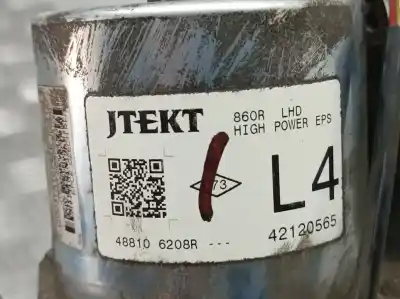 JTEKT
860R LHD
HIGH POWER EPS
73
L4
48810 6208R ---
42120565